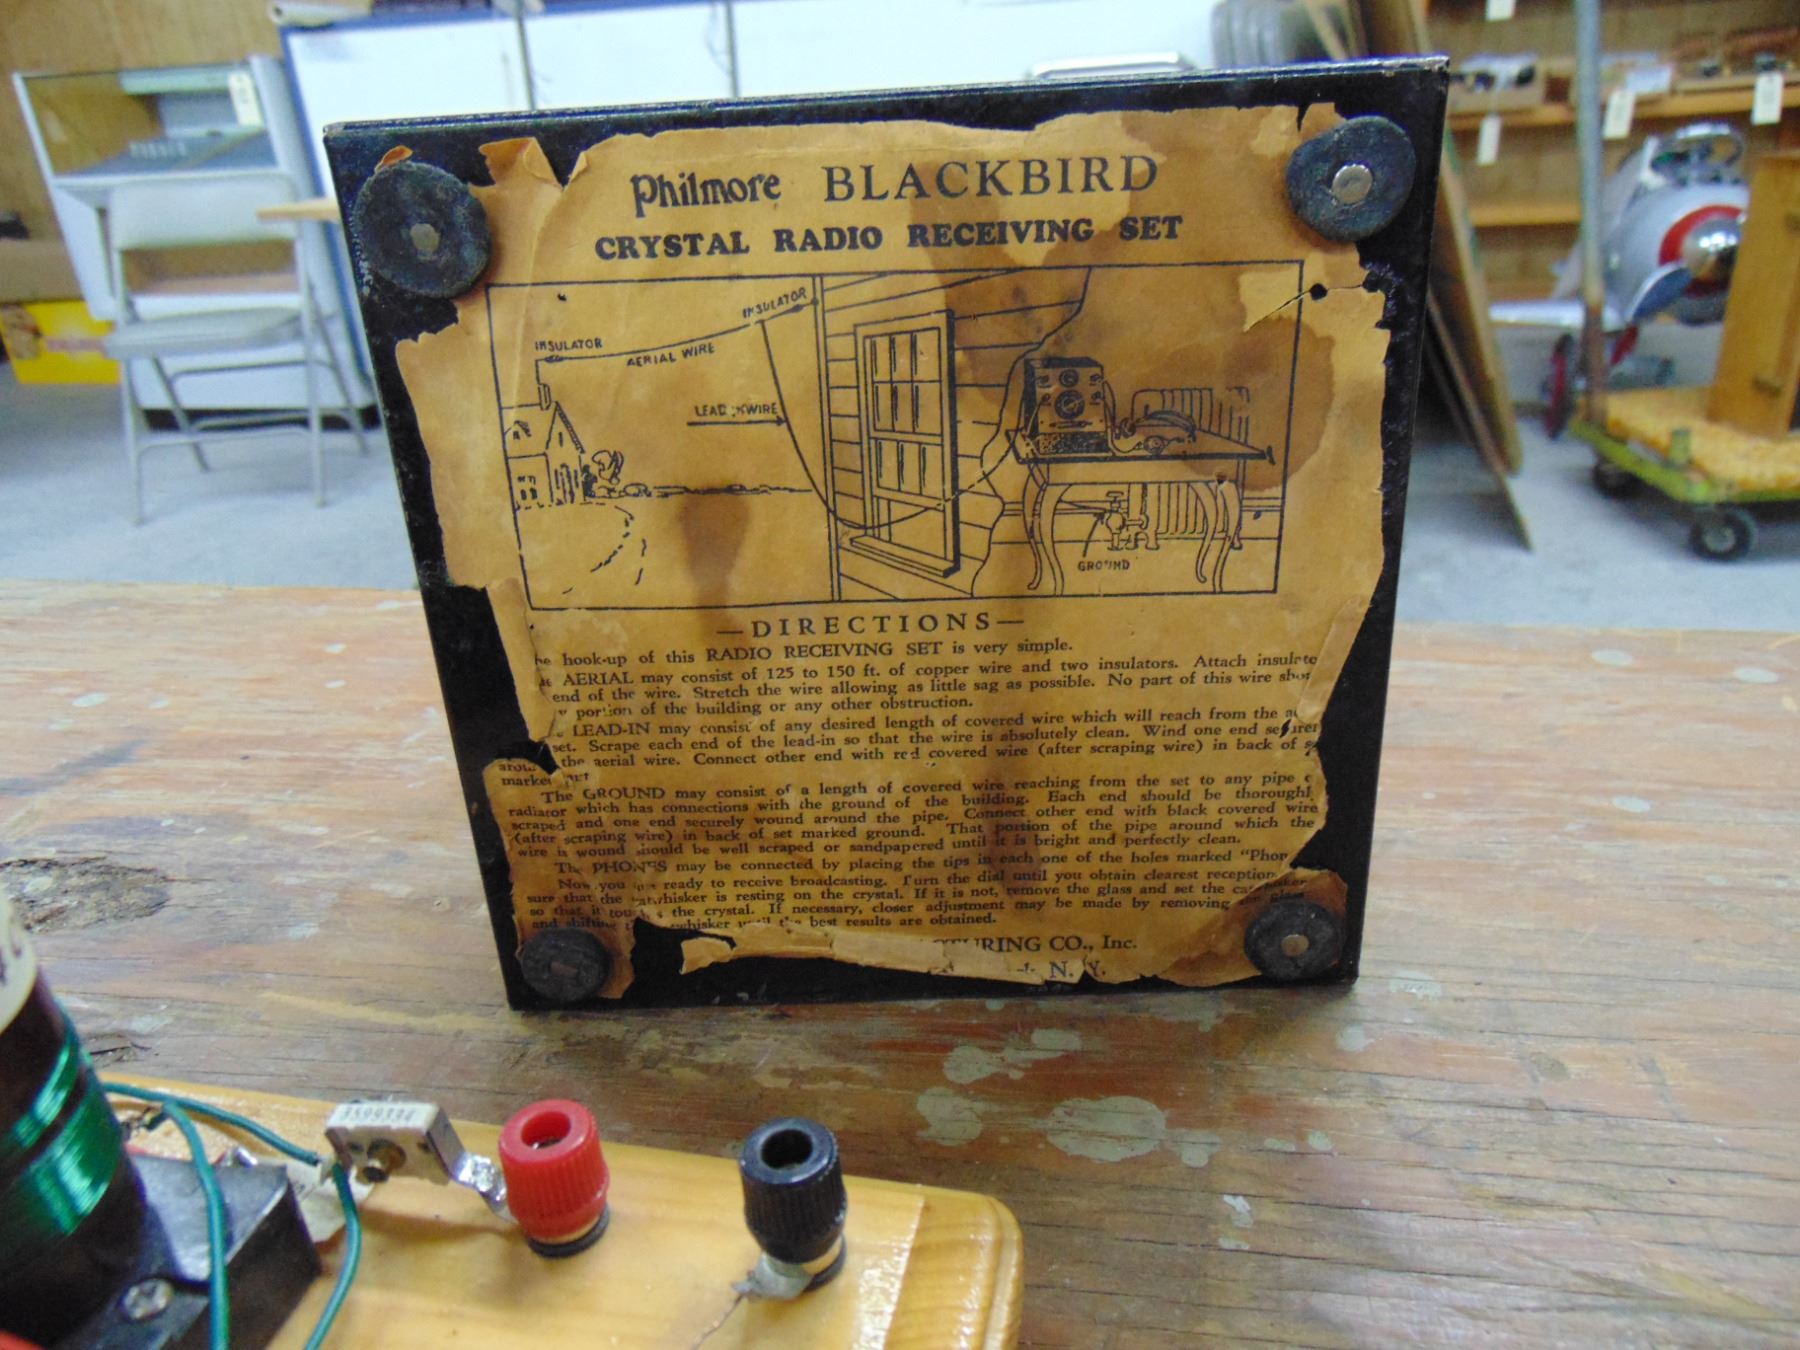 Philmore BLACKBIRD
CRYSTAL RADIO RECEIVING SET
INSULATOR
INSULATOR
AERIAL WIRE
LEAD WIRE
GROUND
—DIRECTIONS—
hook-up of this RADIO RECEIVING SET is very simple.
AERIAL may consist of 125 to 150 ft. of copper wire and two insulators. Attach
end of the wire. Stretch the wire allowing as little sag as possible. No part of this wire
portion of the building or any other obstruction.
LEAD-IN may consist of any desired length of covered wire which will reach from the
set. Scrape each end of the lead-in so that the wire is absolutely clean. Wind one end
the aerial wire. Connect other end with red covered wire (after scraping wire) in back of
The GROUND may consist of a length of covered wire reaching from the set to any pipe
radiator which has connections with the ground of the building. Each end should be
scraped and one end securely wound around the pipe. Connect other end with black covered wire
(after scraping wire) in back of set marked ground. That portion of the pipe around which the
wire is wound should be well scraped or sandpapered until it is bright and perfectly clean.
The PHONES may be connected by placing the tips in each one of the holes marked
Now you ready to receive broadcasting. Turn the dial until you obtain clearest reception.
sure that the is resting on the crystal. If it is not, remove the glass and set the
so that it the crystal. If necessary, closer adjustment may be made by removing
and the best results are obtained.
CO., Inc.
N. Y.